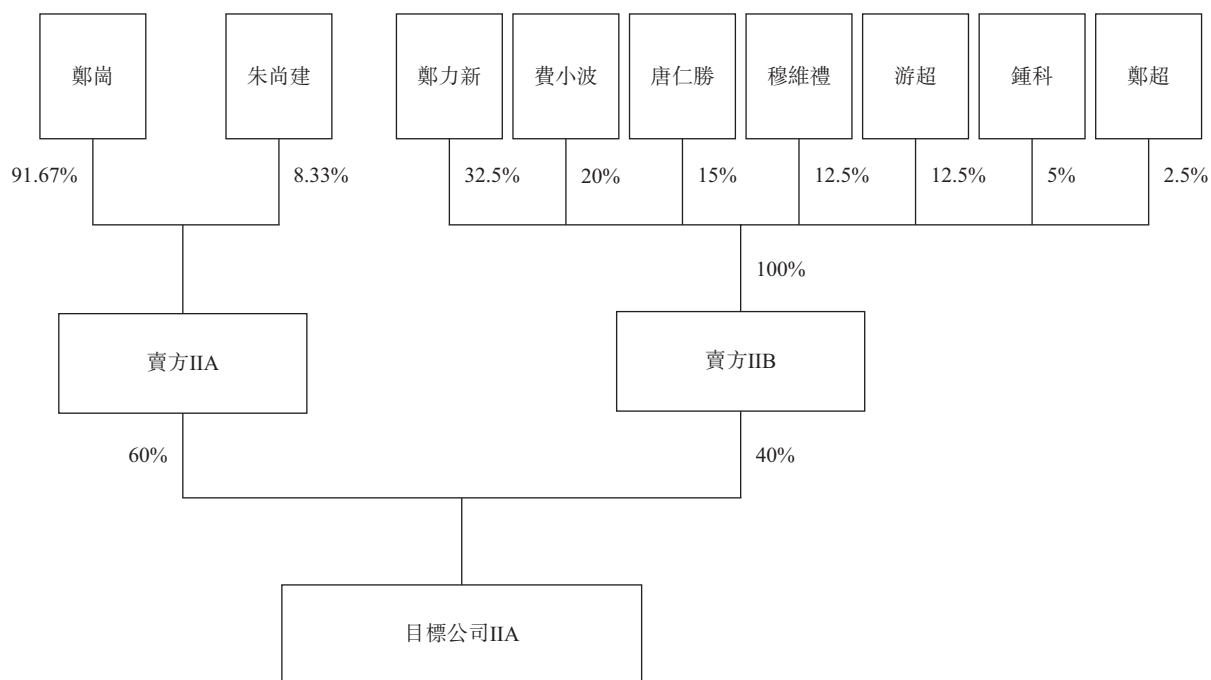 鄭崗 朱尚建 鄭力新 費小波 唐仁勝 穆維禮 游超 鍾科 鄭超
91.67% 8.33% 32.5% 20% 15% 12.5% 12.5% 5% 2.5%
100%
賣方IIA 賣方IIB
60% 40%
目標公司IIA